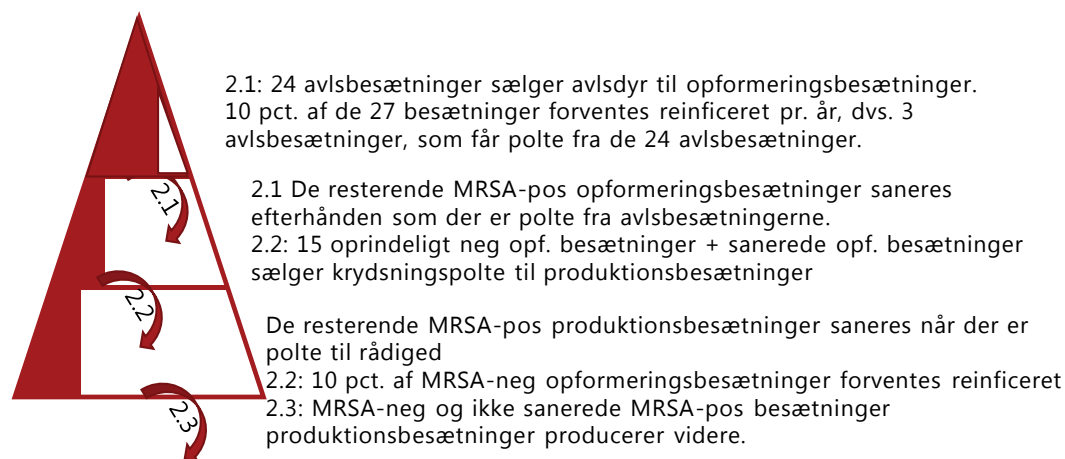 2.1: 24 avlsbesætninger sælger avlsdyr til opformeringsbesætninger.
10 pct. af de 27 besætninger forventes reinficeret pr. år, dvs. 3
avlsbesætninger, som får polte fra de 24 avlsbesætninger.
2.1
2.1 De resterende MRSA-pos opformeringsbesætninger saneres
efterhånden som der er polte fra avlsbesætningerne.
2.2: 15 oprindeligt neg opf. besætninger + sanerede opf. besætninger
sælger krydsningspolte til produktionsbesætninger
2.2
De resterende MRSA-pos produktionsbesætninger saneres når der er
polte til rådiged
2.2: 10 pct. af MRSA-neg opformeringsbesætninger forventes reinficeret
2.3: MRSA-neg og ikke sanerede MRSA-pos besætninger
produktionsbesætninger producerer videre.
2.3